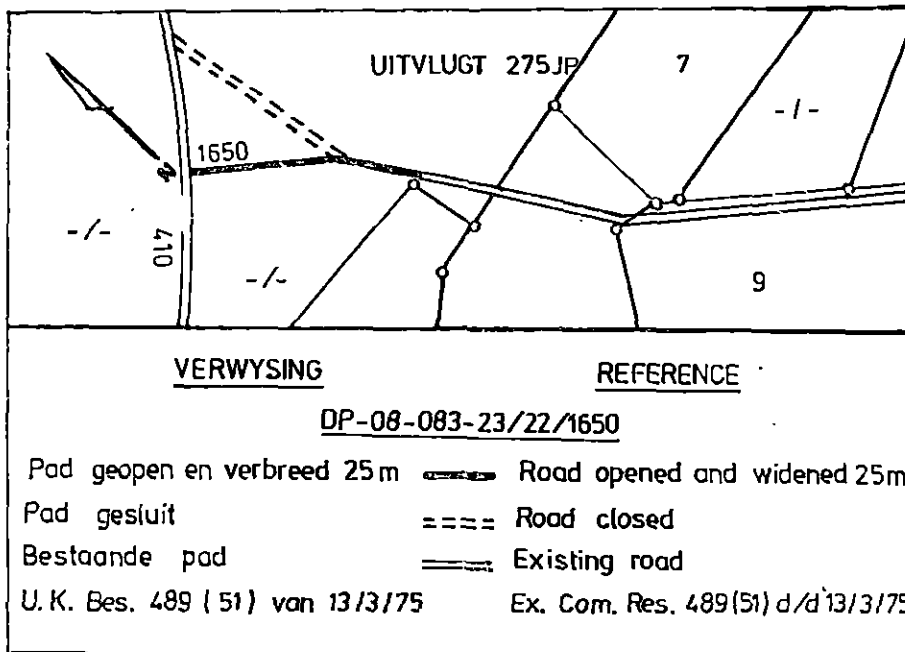 UITVLUGT 275JP 7
-/-
1650
N
-/- 410 -/- 9
VERWYSING REFERENCE
DP-08-083-23/22/1650
Pad geopen en verbreed 25m Road opened and widened 25m
Pad gesluit Road closed
Bestaande pad Existing road
U. K. Bes. 489 (51) van 13/3/75 Ex. Com. Res. 489(51) d/d 13/3/75